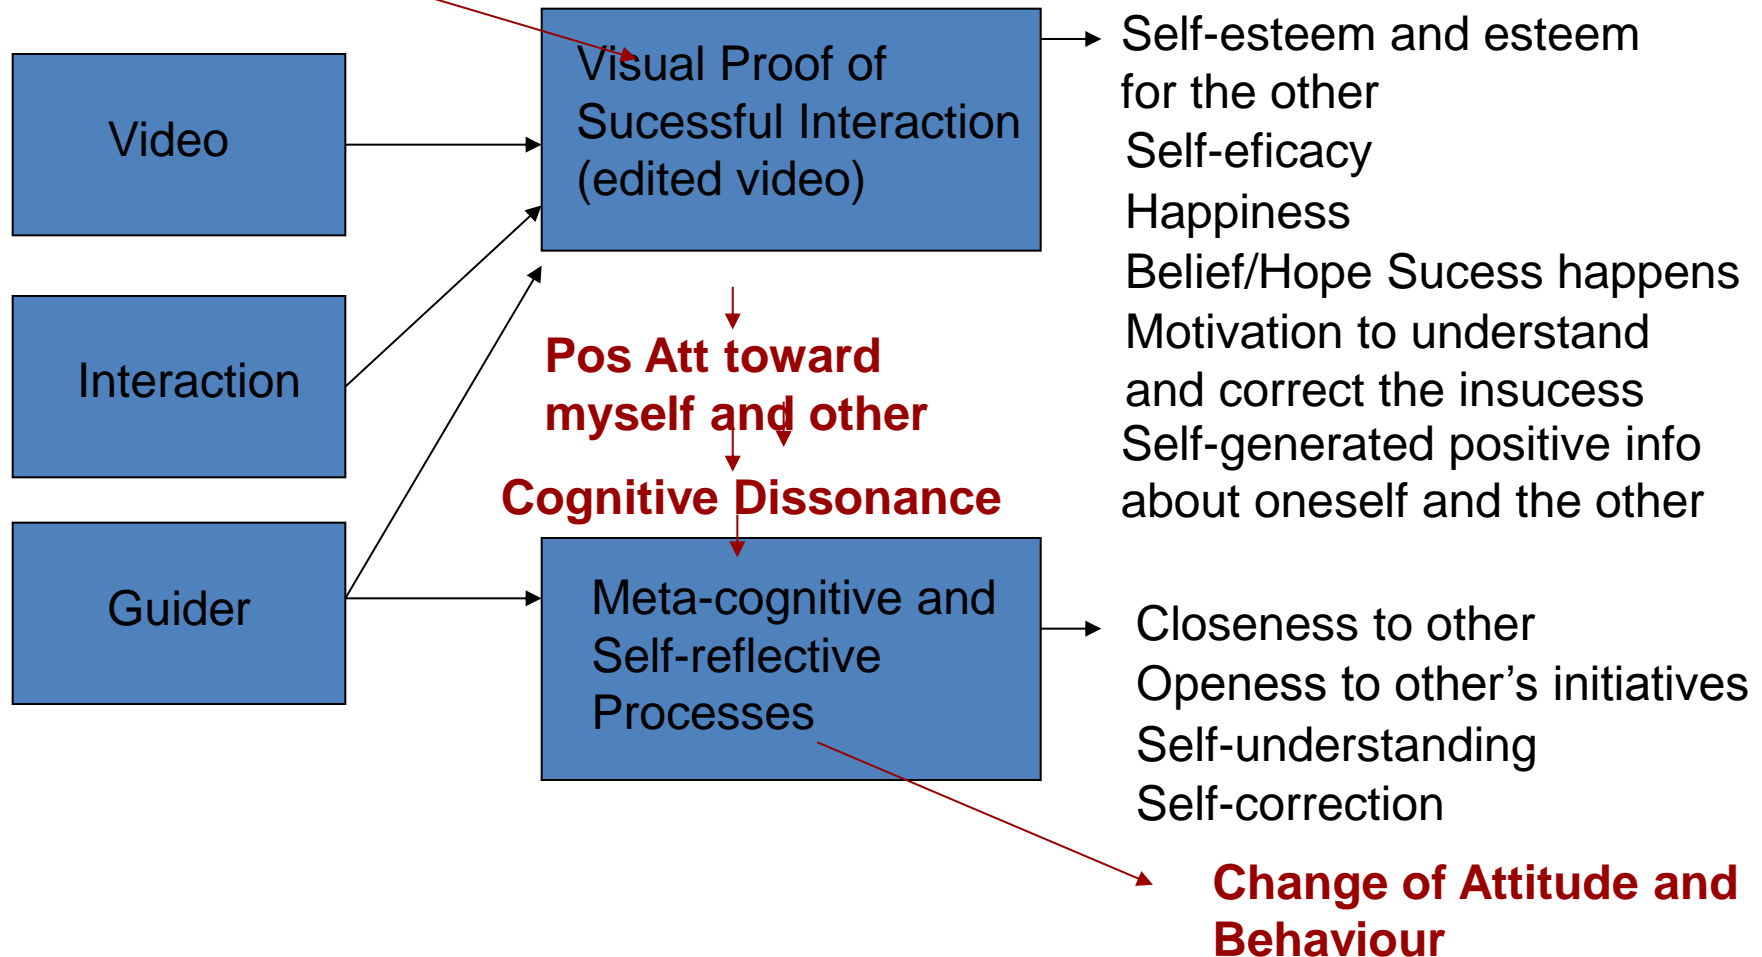 Video
Interaction
Guider
Visual Proof of
Sucessful Interaction
(edited video)
Pos Att toward
myself and other
Cognitive Dissonance
Meta-cognitive and
Self-reflective
Processes
Self-esteem and esteem
for the other
Self-eficacy
Happiness
Belief/Hope Sucess happens
Motivation to understand
and correct the insucess
Self-generated positive info
about oneself and the other
Closeness to other
Openess to other’s initiatives
Self-understanding
Self-correction
Change of Attitude and
Behaviour